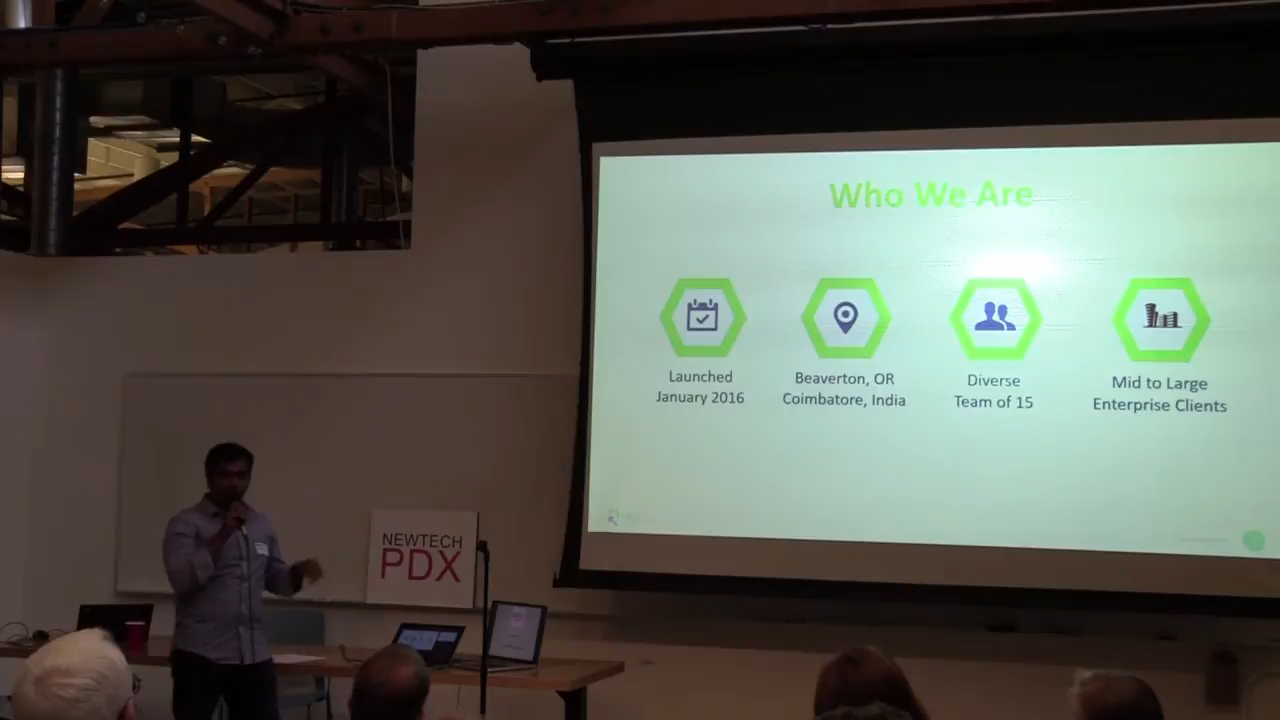 Who We Are
Launched
January 2016
Beaverton, OR
Coimbatore, India
Diverse
Team of 15
Mid to Large
Enterprise Clients
NEWTECH
PDX